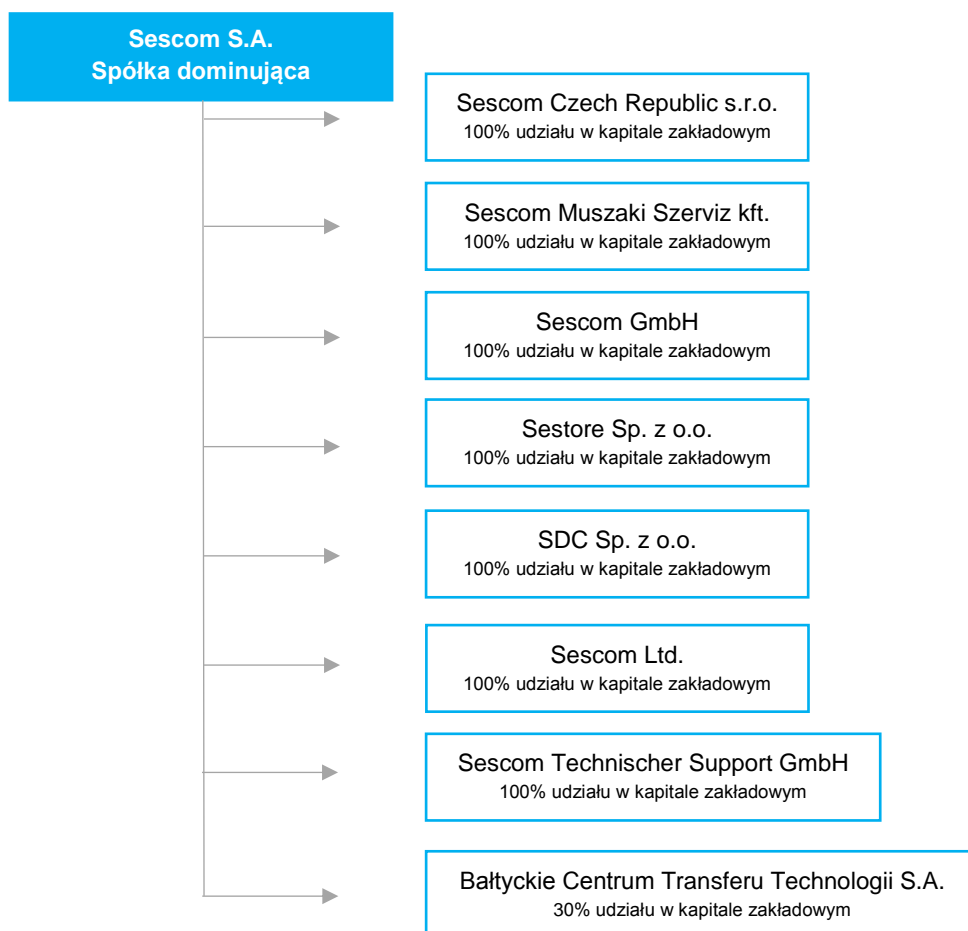 Sescom S.A.
Spółka dominująca
Sescom Czech Republic s.r.o.
100% udziału w kapitale zakładowym
Sescom Muszaki Szerviz kft.
100% udziału w kapitale zakładowym
Sescom GmbH
100% udziału w kapitale zakładowym
Sestore Sp. z o.o.
100% udziału w kapitale zakładowym
SDC Sp. z o.o.
100% udziału w kapitale zakładowym
Sescom Ltd.
100% udziału w kapitale zakładowym
Sescom Technischer Support GmbH
100% udziału w kapitale zakładowym
Bałtyckie Centrum Transferu Technologii S.A.
30% udziału w kapitale zakładowym